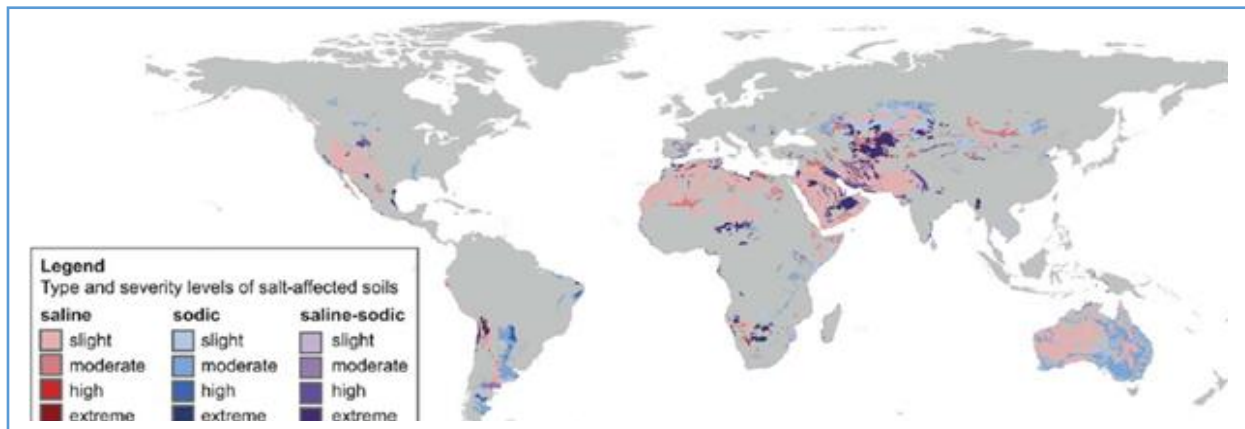 Legend
Type and severity levels of salt-affected soils
saline sodic saline-sodic
slight slight slight
moderate moderate moderate
high high high
extreme extreme extreme